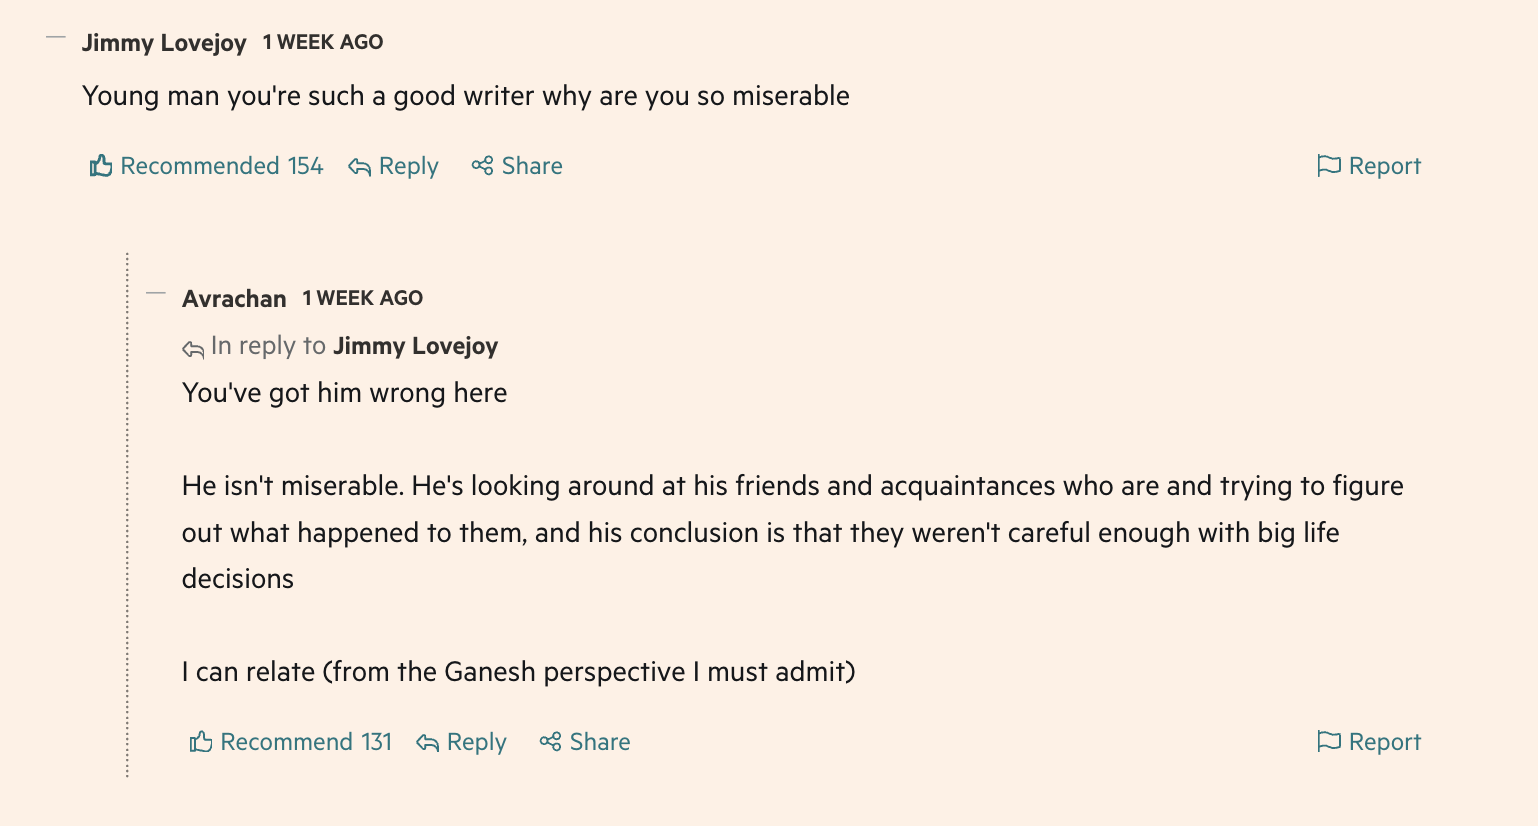 Jimmy Lovejoy 1 WEEK AGO
Young man you're such a good writer why are you so miserable
Recommended 154 Reply Share Report
Avrachan 1 WEEK AGO
In reply to Jimmy Lovejoy
You've got him wrong here
He isn't miserable. He's looking around at his friends and acquaintances who are and trying to figure
out what happened to them, and his conclusion is that they weren't careful enough with big life
decisions
I can relate (from the Ganesh perspective I must admit)
Recommend 131 Reply Share Report